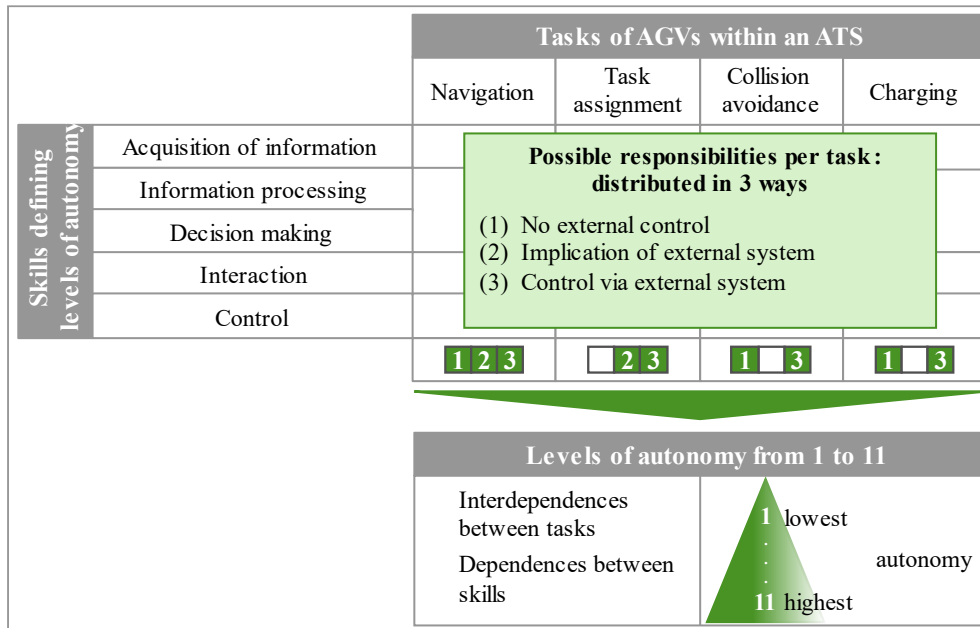 Tasks of AGVs within an ATS
Navigation
Task
assignment
Collision
avoidance
Charging
Skills defining
levels of autonomy
Acquisition of information
Information processing
Decision making
Interaction
Control
Possible responsibilities per task:
distributed in 3 ways
(1) No external control
(2) Implication of external system
(3) Control via external system
1 2 3
2 3
1 3
1 3
Levels of autonomy from 1 to 11
Interdependences
between tasks
Dependences between
skills
1 lowest
.
.
.
autonomy
11 highest